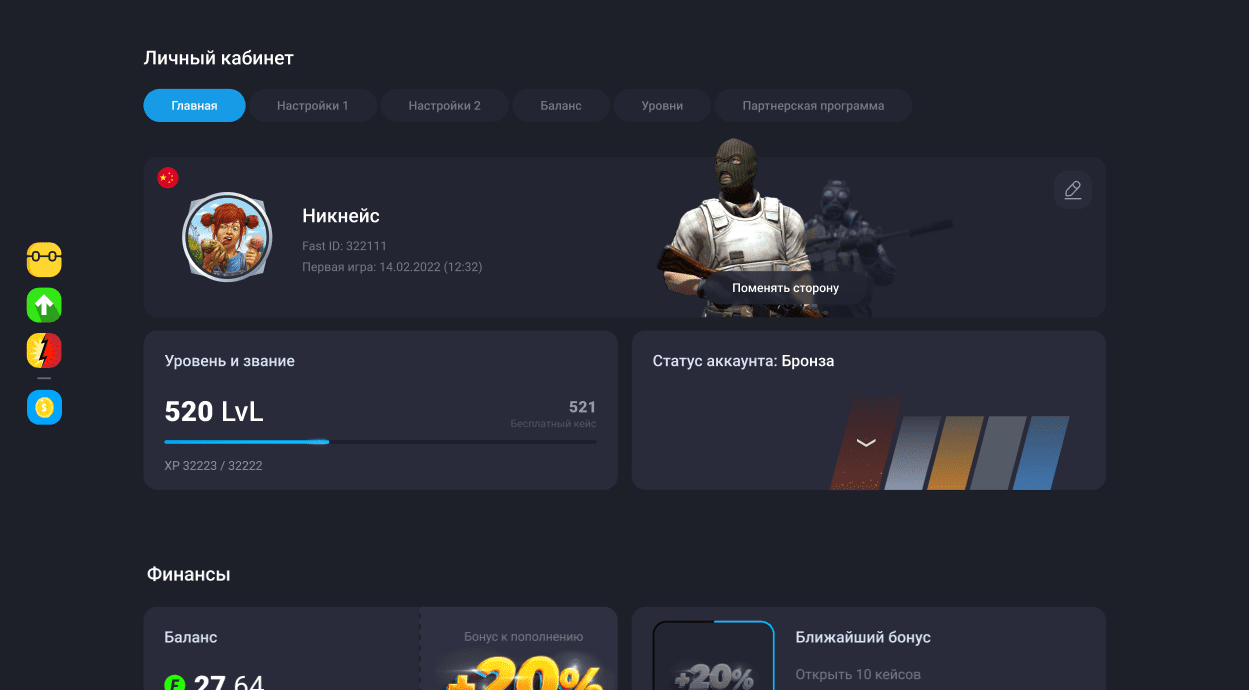 Личный кабинет
Главная
Настройки 1
Настройки 2
Баланс
Уровни
Партнерская программа
Никнейс
Fast ID: 322111
Первая игра: 14.02.2022 (12:32)
Поменять сторону
Уровень и звание
520 LvL
521
Бесплатный кейс
XP 32223 / 32222
Статус аккаунта: Бронза
Финансы
Баланс
27.64
Бонус к пополнению
+20%
+20%
Ближайший бонус
Открыть 10 кейсов